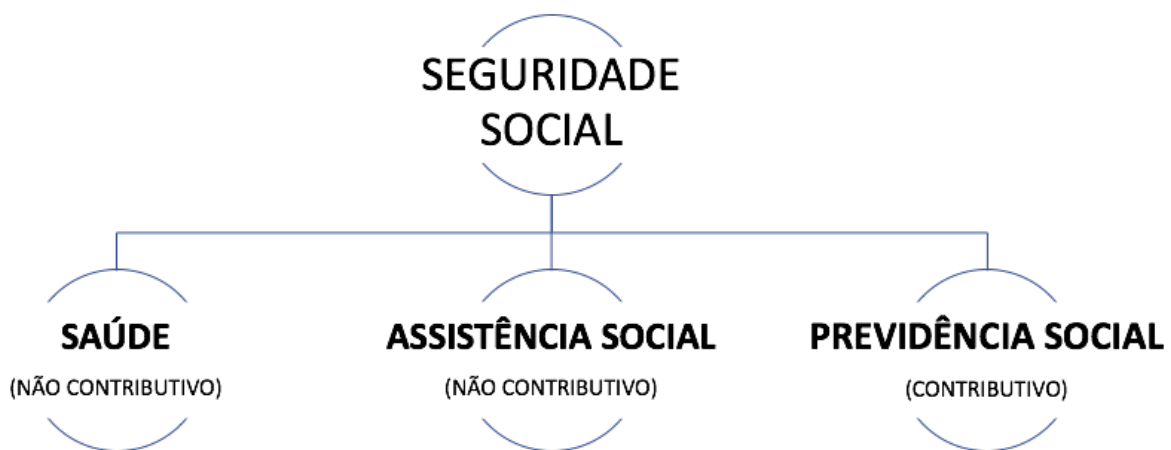 SEGURIDADE
SOCIAL
SAÚDE
(NÃO CONTRIBUTIVO)
ASSISTÊNCIA SOCIAL
(NÃO CONTRIBUTIVO)
PREVIDÊNCIA SOCIAL
(CONTRIBUTIVO)